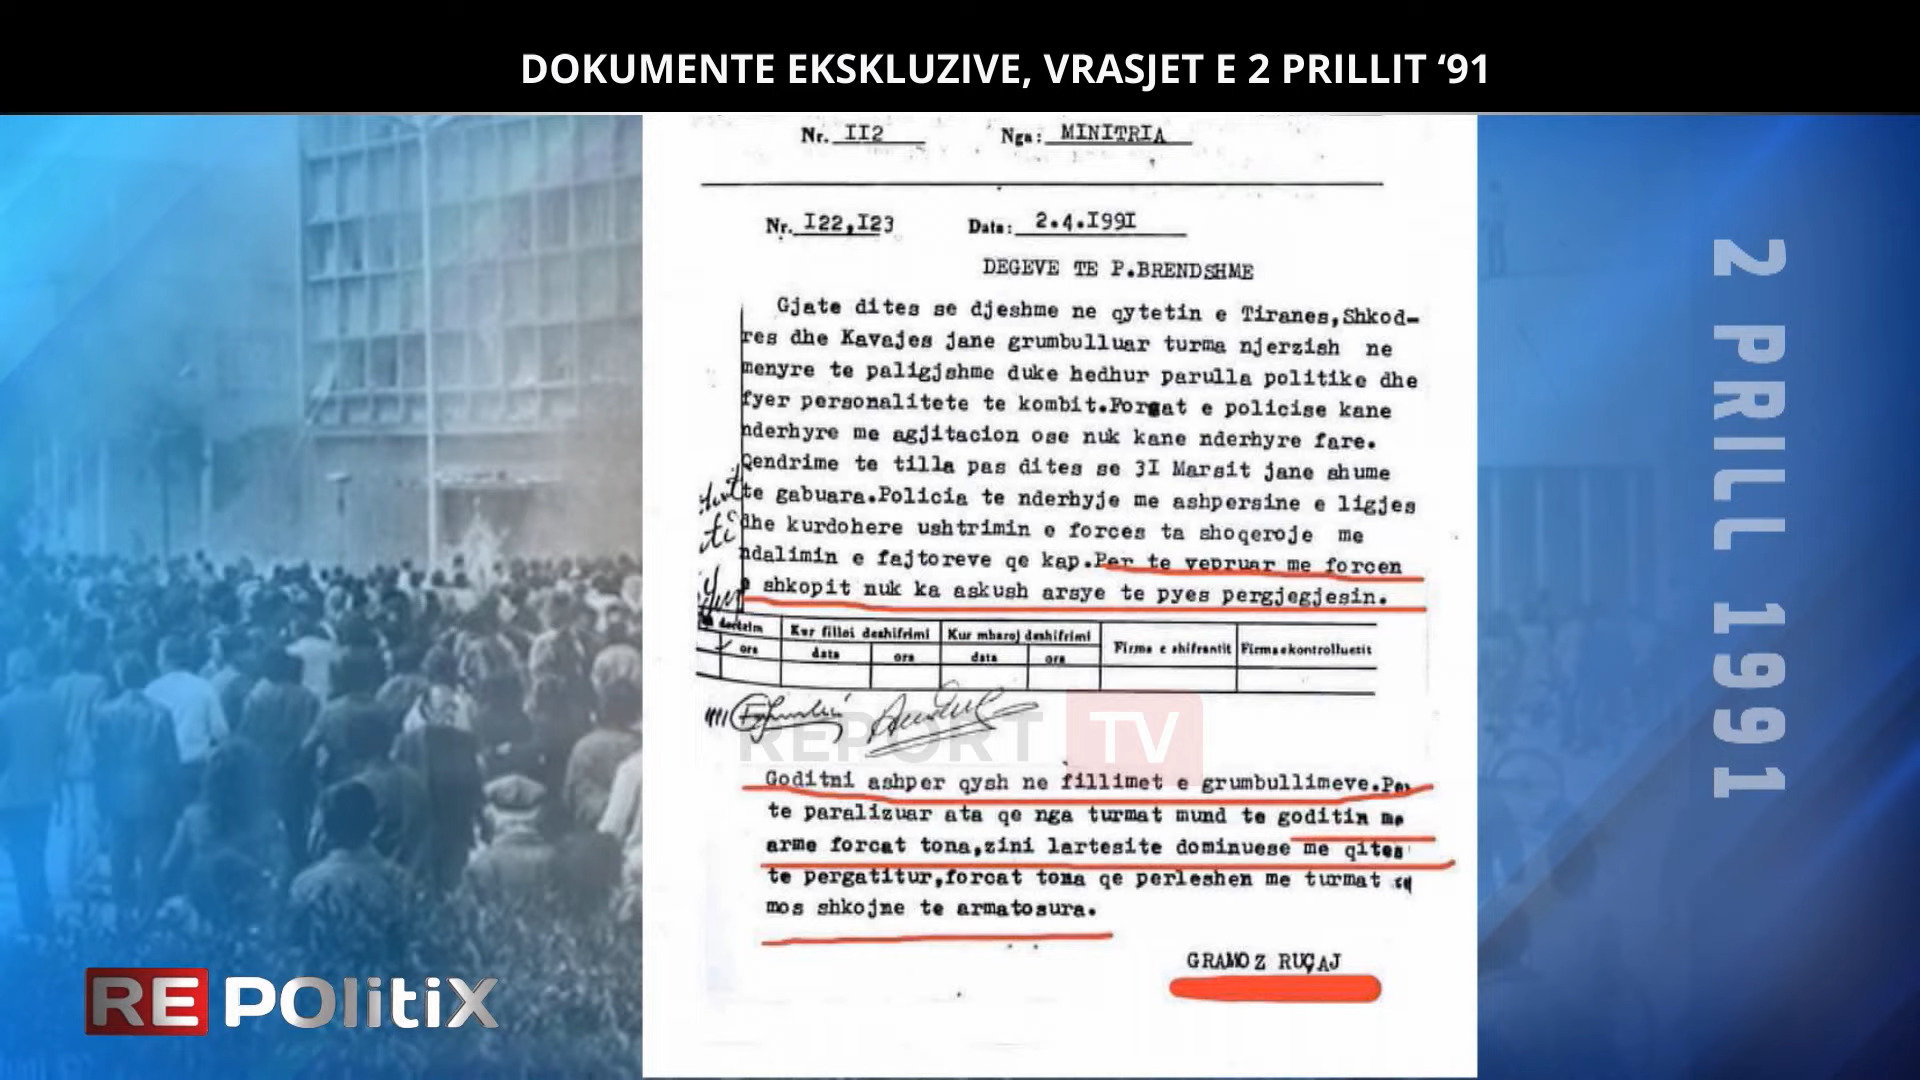 DOKUMENTE EKSKLUZIVE, VRASJET E 2 PRILLIT ‘91
Nr. II2 Nga: MINITRIA
Nr. I22,I23 Data: 2.4.I99I
DEGEVE TE P.BRENDSHME
Gjate dites se djeshme ne qytetin e Tiranes,Shkod-
res dhe Kavajes jane grumbulluar turma njerzish ne
menyre te paligjshme duke hedhur parulla politike dhe
fyer personalitete te kombit.Forcat e policise kane
nderhyre me agjitacion ose nuk kane nderhyre fare.
Qendrime te tilla pas dites se 3I Marsit jane shume
te gabuara.Policia te nderhyje me ashpersine e ligjes
dhe kurdohere ushtrimin e forces ta shoqeroje me
ndalimin e fajtoreve qe kap.Per te vepruar me forcen
e shkopit nuk ka askush arsye te pyes pergjegjesin.
Kur filloi deshifrimi Kur mbaroj deshifrimi Firma e shifrantit Firma e kontrolluesit
ora data ora data ora
REPORT TV
Goditni ashper qysh ne fillimet e grumbullimeve.Per
te paralizuar ata qe nga turmat mund te goditin me
arme forcat tona,zini lartesite dominuese me qites
te pergatitur,forcat tona qe perleshen me turmat
mos shkojne te armatosura.
GRAMOZ RUÇAJ
2 PRILL 1991
REPOlitiX